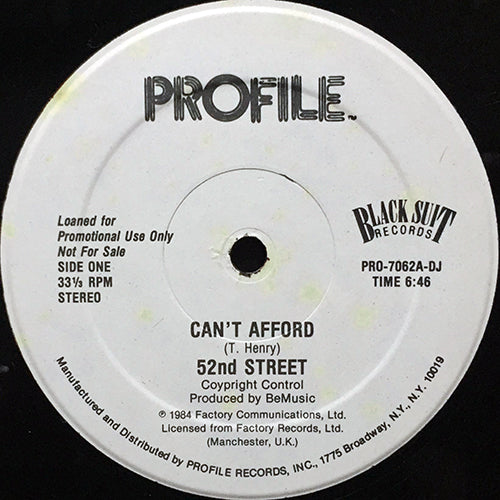 PROFILE™
Loaned for
Promotional Use Only
Not For Sale
SIDE ONE
33⅓ RPM
STEREO
BLACK SUIT
RECORDS
PRO-7062A-DJ
TIME 6:46
CAN'T AFFORD
(T. Henry)
52nd STREET
Coypright Control
Produced by BeMusic
℗ 1984 Factory Communications, Ltd.
Licensed from Factory Records, Ltd.
(Manchester, U.K.)
Manufactured and Distributed by PROFILE RECORDS, INC., 1775 Broadway, N.Y., N.Y. 10019